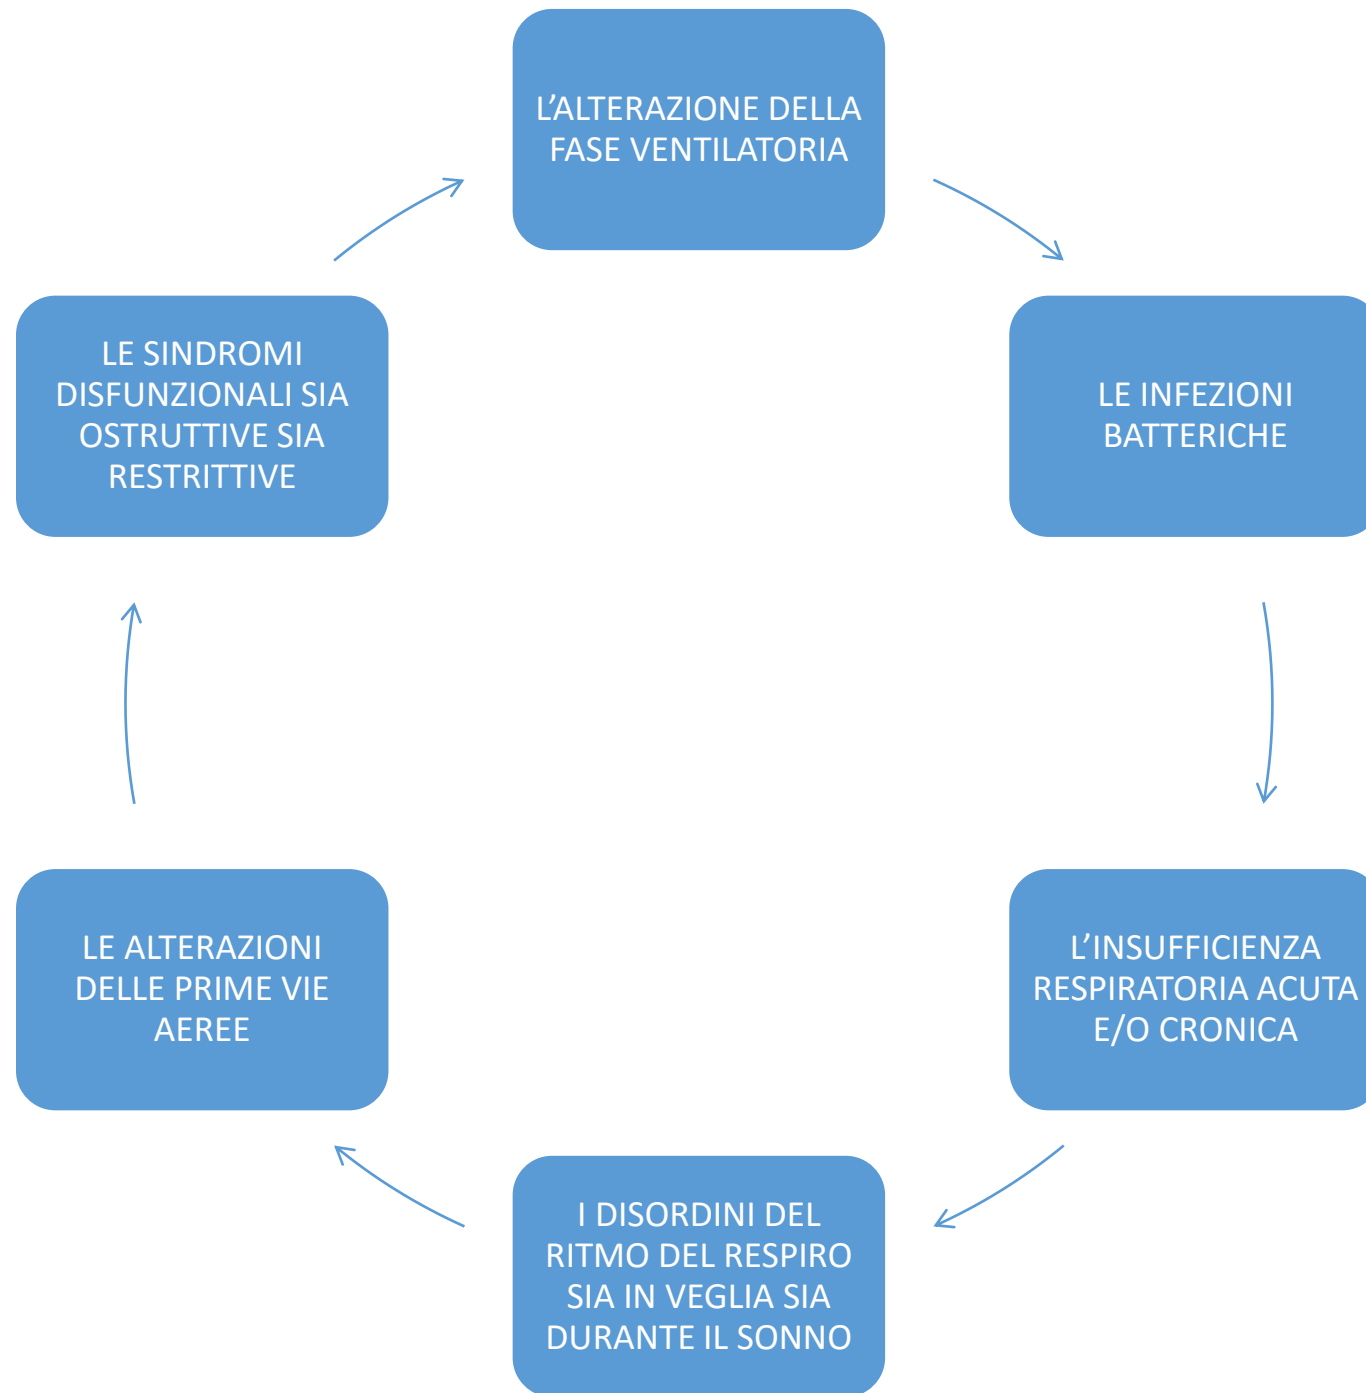 L’ALTERAZIONE DELLA
FASE VENTILATORIA
LE INFEZIONI
BATTERICHE
L’INSUFFICIENZA
RESPIRATORIA ACUTA
E/O CRONICA
I DISORDINI DEL
RITMO DEL RESPIRO
SIA IN VEGLIA SIA
DURANTE IL SONNO
LE ALTERAZIONI
DELLE PRIME VIE
AEREE
LE SINDROMI
DISFUNZIONALI SIA
OSTRUTTIVE SIA
RESTRITTIVE